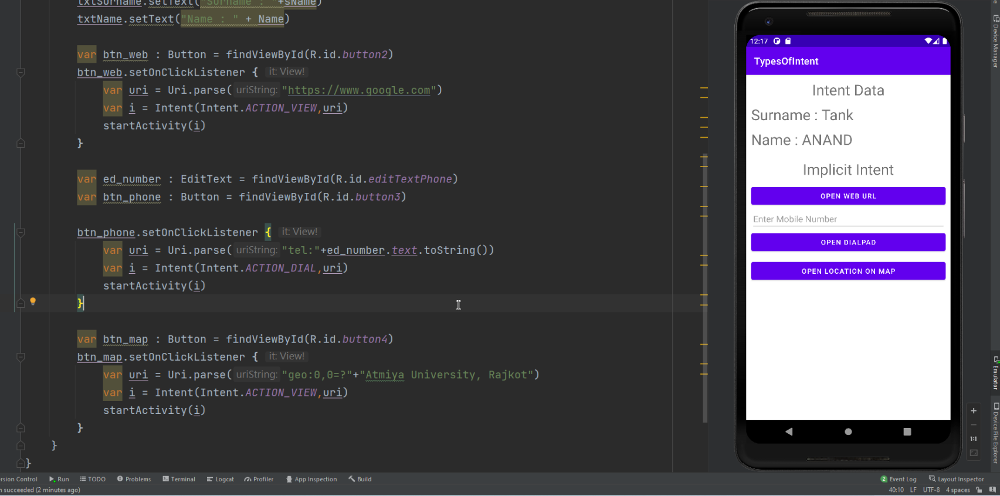 txtSurname.setText("Surname : "+sName)
txtName.setText("Name : " + Name)
var btn_web : Button = findViewById(R.id.button2)
btn_web.setOnClickListener { it: View!
var uri = Uri.parse( uriString: "https://www.google.com")
var i = Intent(Intent.ACTION_VIEW,uri)
startActivity(i)
}
var ed_number : EditText = findViewById(R.id.editTextPhone)
var btn_phone : Button = findViewById(R.id.button3)
btn_phone.setOnClickListener { it: View!
var uri = Uri.parse( uriString: "tel:"+ed_number.text.toString())
var i = Intent(Intent.ACTION_DIAL,uri)
startActivity(i)
}
var btn_map : Button = findViewById(R.id.button4)
btn_map.setOnClickListener { it: View!
var uri = Uri.parse( uriString: "geo:0,0=?"+"Atmiya University, Rajkot")
var i = Intent(Intent.ACTION_VIEW,uri)
startActivity(i)
}
}
}
12:17
TypesOfIntent
Intent Data
Surname : Tank
Name : ANAND
Implicit Intent
OPEN WEB URL
Enter Mobile Number
OPEN DIALPAD
OPEN LOCATION ON MAP
Device Manager
Emulator
Device File Explorer
+
−
1:1
rsion Control Run TODO Problems Terminal Logcat Profiler App Inspection Build 2 Event Log Layout Inspector
n succeeded (2 minutes ago) 40:10 LF UTF-8 4 spaces